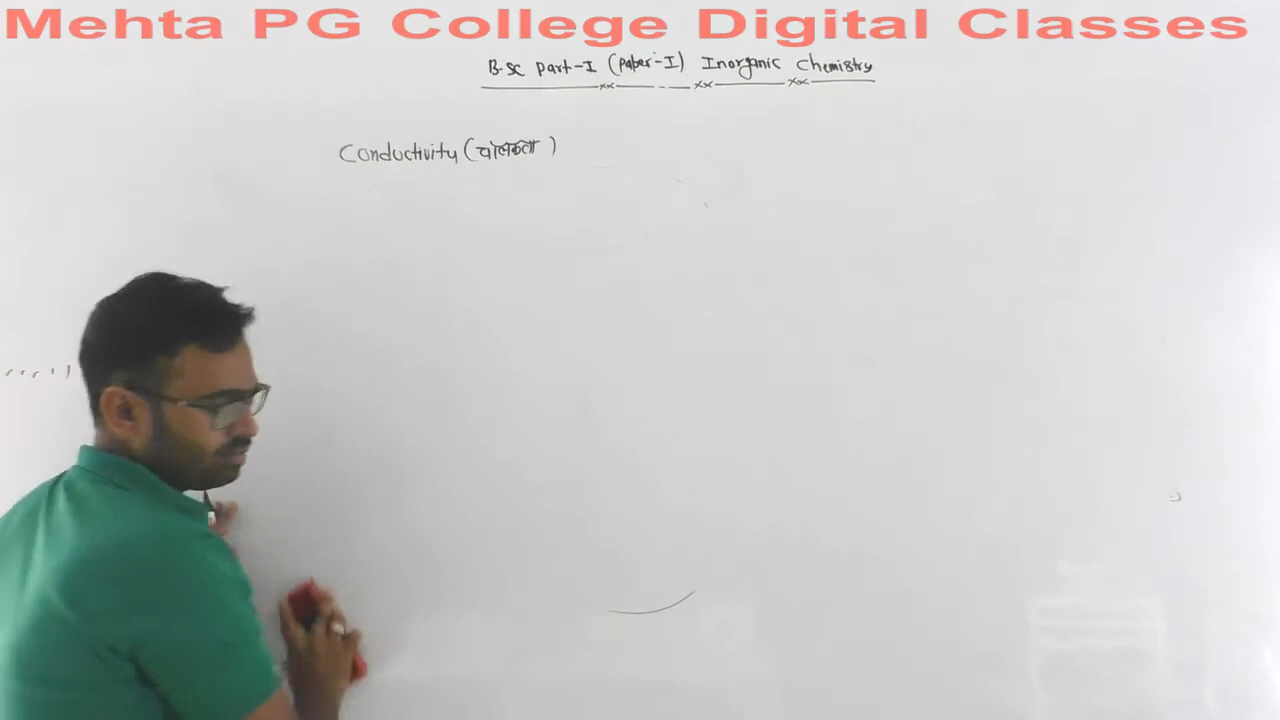 Mehta PG College Digital Classes
B.Sc Part-I (Paper-I) Inorganic Chemistry
Conductivity (चालकता)